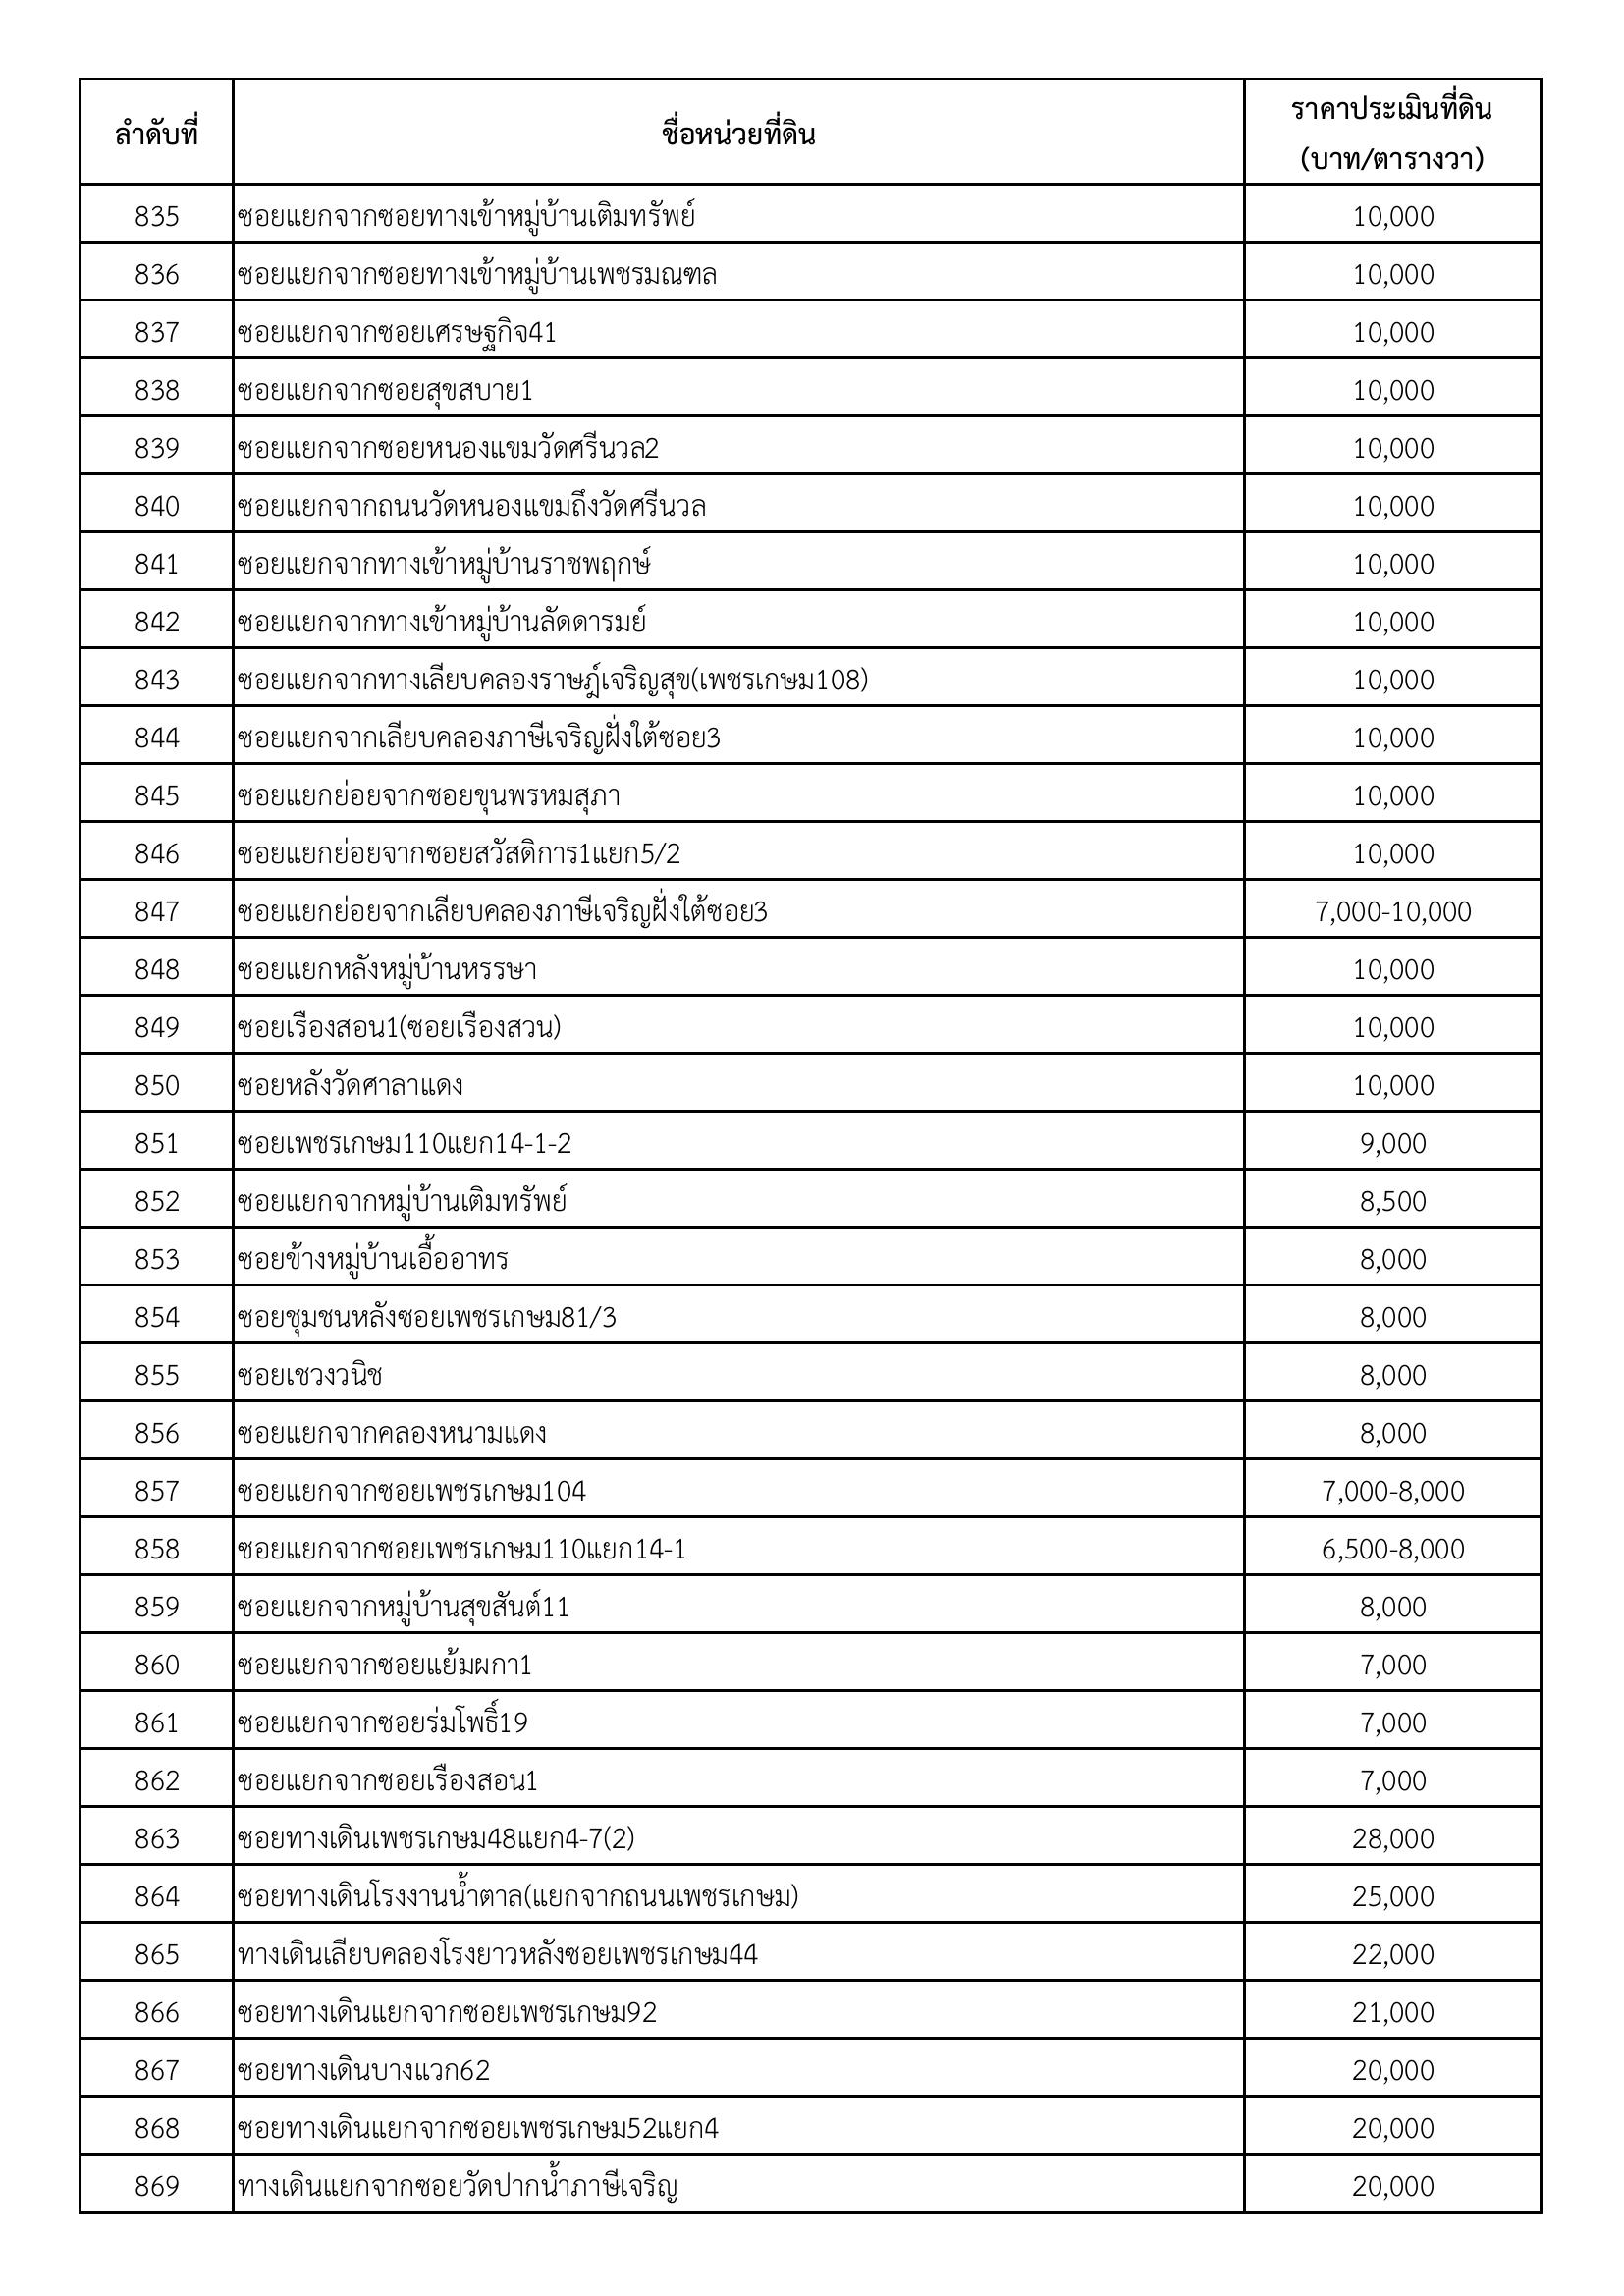 ลำดับที่ ชื่อหน่วยที่ดิน ราคาประเมินที่ดิน
(บาท/ตารางวา)
835 ซอยแยกจากซอยทางเข้าหมู่บ้านเติมทรัพย์ 10,000
836 ซอยแยกจากซอยทางเข้าหมู่บ้านเพชรมณฑล 10,000
837 ซอยแยกจากซอยเศรษฐกิจ41 10,000
838 ซอยแยกจากซอยสุขสบาย1 10,000
839 ซอยแยกจากซอยหนองแขมวัดศรีนวล2 10,000
840 ซอยแยกจากถนนวัดหนองแขมถึงวัดศรีนวล 10,000
841 ซอยแยกจากทางเข้าหมู่บ้านราชพฤกษ์ 10,000
842 ซอยแยกจากทางเข้าหมู่บ้านลัดดารมย์ 10,000
843 ซอยแยกจากทางเลียบคลองราษฎ์เจริญสุข(เพชรเกษม108) 10,000
844 ซอยแยกจากเลียบคลองภาษีเจริญฝั่งใต้ซอย3 10,000
845 ซอยแยกย่อยจากซอยขุนพรหมสุภา 10,000
846 ซอยแยกย่อยจากซอยสวัสดิการ1แยก5/2 10,000
847 ซอยแยกย่อยจากเลียบคลองภาษีเจริญฝั่งใต้ซอย3 7,000-10,000
848 ซอยแยกหลังหมู่บ้านหรรษา 10,000
849 ซอยเรืองสอน1(ซอยเรืองสวน) 10,000
850 ซอยหลังวัดศาลาแดง 10,000
851 ซอยเพชรเกษม110แยก14-1-2 9,000
852 ซอยแยกจากหมู่บ้านเติมทรัพย์ 8,500
853 ซอยข้างหมู่บ้านเอื้ออาทร 8,000
854 ซอยชุมชนหลังซอยเพชรเกษม81/3 8,000
855 ซอยเชวงวนิช 8,000
856 ซอยแยกจากคลองหนามแดง 8,000
857 ซอยแยกจากซอยเพชรเกษม104 7,000-8,000
858 ซอยแยกจากซอยเพชรเกษม110แยก14-1 6,500-8,000
859 ซอยแยกจากหมู่บ้านสุขสันต์11 8,000
860 ซอยแยกจากซอยแย้มผกา1 7,000
861 ซอยแยกจากซอยร่มโพธิ์19 7,000
862 ซอยแยกจากซอยเรืองสอน1 7,000
863 ซอยทางเดินเพชรเกษม48แยก4-7(2) 28,000
864 ซอยทางเดินโรงงานน้ำตาล(แยกจากถนนเพชรเกษม) 25,000
865 ทางเดินเลียบคลองโรงยาวหลังซอยเพชรเกษม44 22,000
866 ซอยทางเดินแยกจากซอยเพชรเกษม92 21,000
867 ซอยทางเดินบางแวก62 20,000
868 ซอยทางเดินแยกจากซอยเพชรเกษม52แยก4 20,000
869 ทางเดินแยกจากซอยวัดปากน้ำภาษีเจริญ 20,000